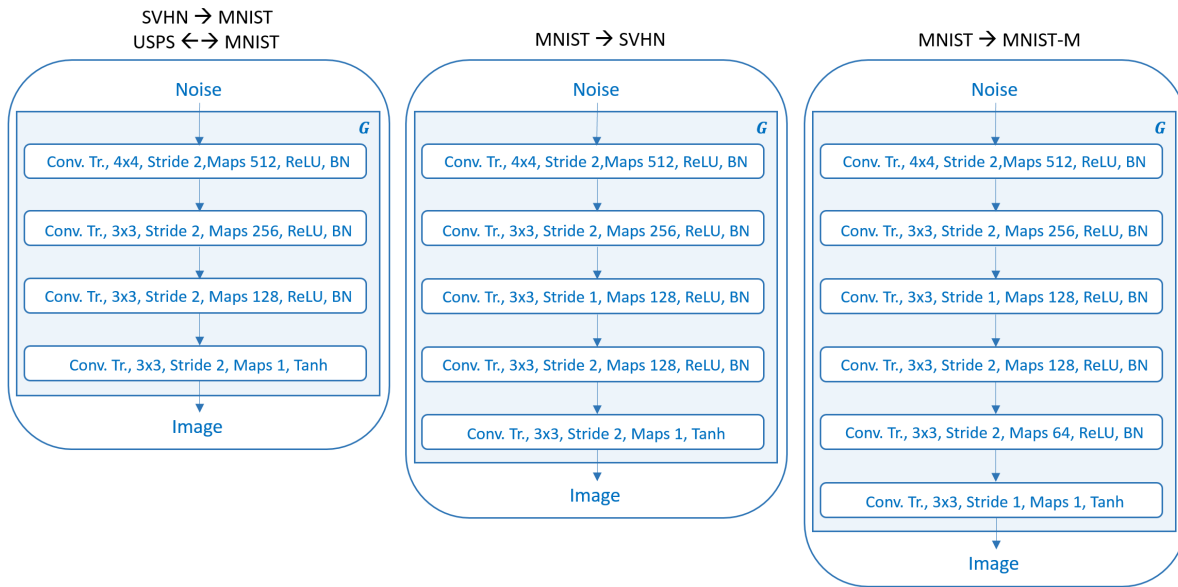 SVHN → MNIST
USPS ←→ MNIST
Noise
G
Conv. Tr., 4x4, Stride 2,Maps 512, ReLU, BN
Conv. Tr., 3x3, Stride 2, Maps 256, ReLU, BN
Conv. Tr., 3x3, Stride 2, Maps 128, ReLU, BN
Conv. Tr., 3x3, Stride 2, Maps 1, Tanh
Image
MNIST → SVHN
Noise
G
Conv. Tr., 4x4, Stride 2,Maps 512, ReLU, BN
Conv. Tr., 3x3, Stride 2, Maps 256, ReLU, BN
Conv. Tr., 3x3, Stride 1, Maps 128, ReLU, BN
Conv. Tr., 3x3, Stride 2, Maps 128, ReLU, BN
Conv. Tr., 3x3, Stride 2, Maps 1, Tanh
Image
MNIST → MNIST-M
Noise
G
Conv. Tr., 4x4, Stride 2,Maps 512, ReLU, BN
Conv. Tr., 3x3, Stride 2, Maps 256, ReLU, BN
Conv. Tr., 3x3, Stride 1, Maps 128, ReLU, BN
Conv. Tr., 3x3, Stride 2, Maps 128, ReLU, BN
Conv. Tr., 3x3, Stride 2, Maps 64, ReLU, BN
Conv. Tr., 3x3, Stride 1, Maps 1, Tanh
Image